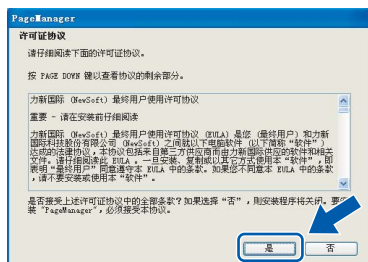 PageManager
许可证协议
请仔细阅读下面的许可证协议。
按 PAGE DOWN 键以查看协议的剩余部分。
力新国际 (NewSoft) 最终用户使用许可协议
重要 - 请在安装前仔细阅读
力新国际 (NewSoft) 最终用户使用许可协议 (EULA) 是您 (最终用户) 和力新
国际科技股份有限公司 (NewSoft) 之间就以下电脑软件 (以下简称“软件”)
达成的法律协议。本协议包括来自第三方供应商而由力新国际供应的软件和相关
文件。请仔细阅读此 EULA 。一旦安装、复制或以其它方式使用本“软件”,即
表明“最终用户”同意遵守本 EULA 中的条款。如果您不同意本 EULA 中的条款
,请不要安装或使用本“软件”。
是否接受上述许可证协议中的全部条款?如果选择“否”,则安装程序将关闭。要安
装“PageManager”,必须接受本协议。
是
否